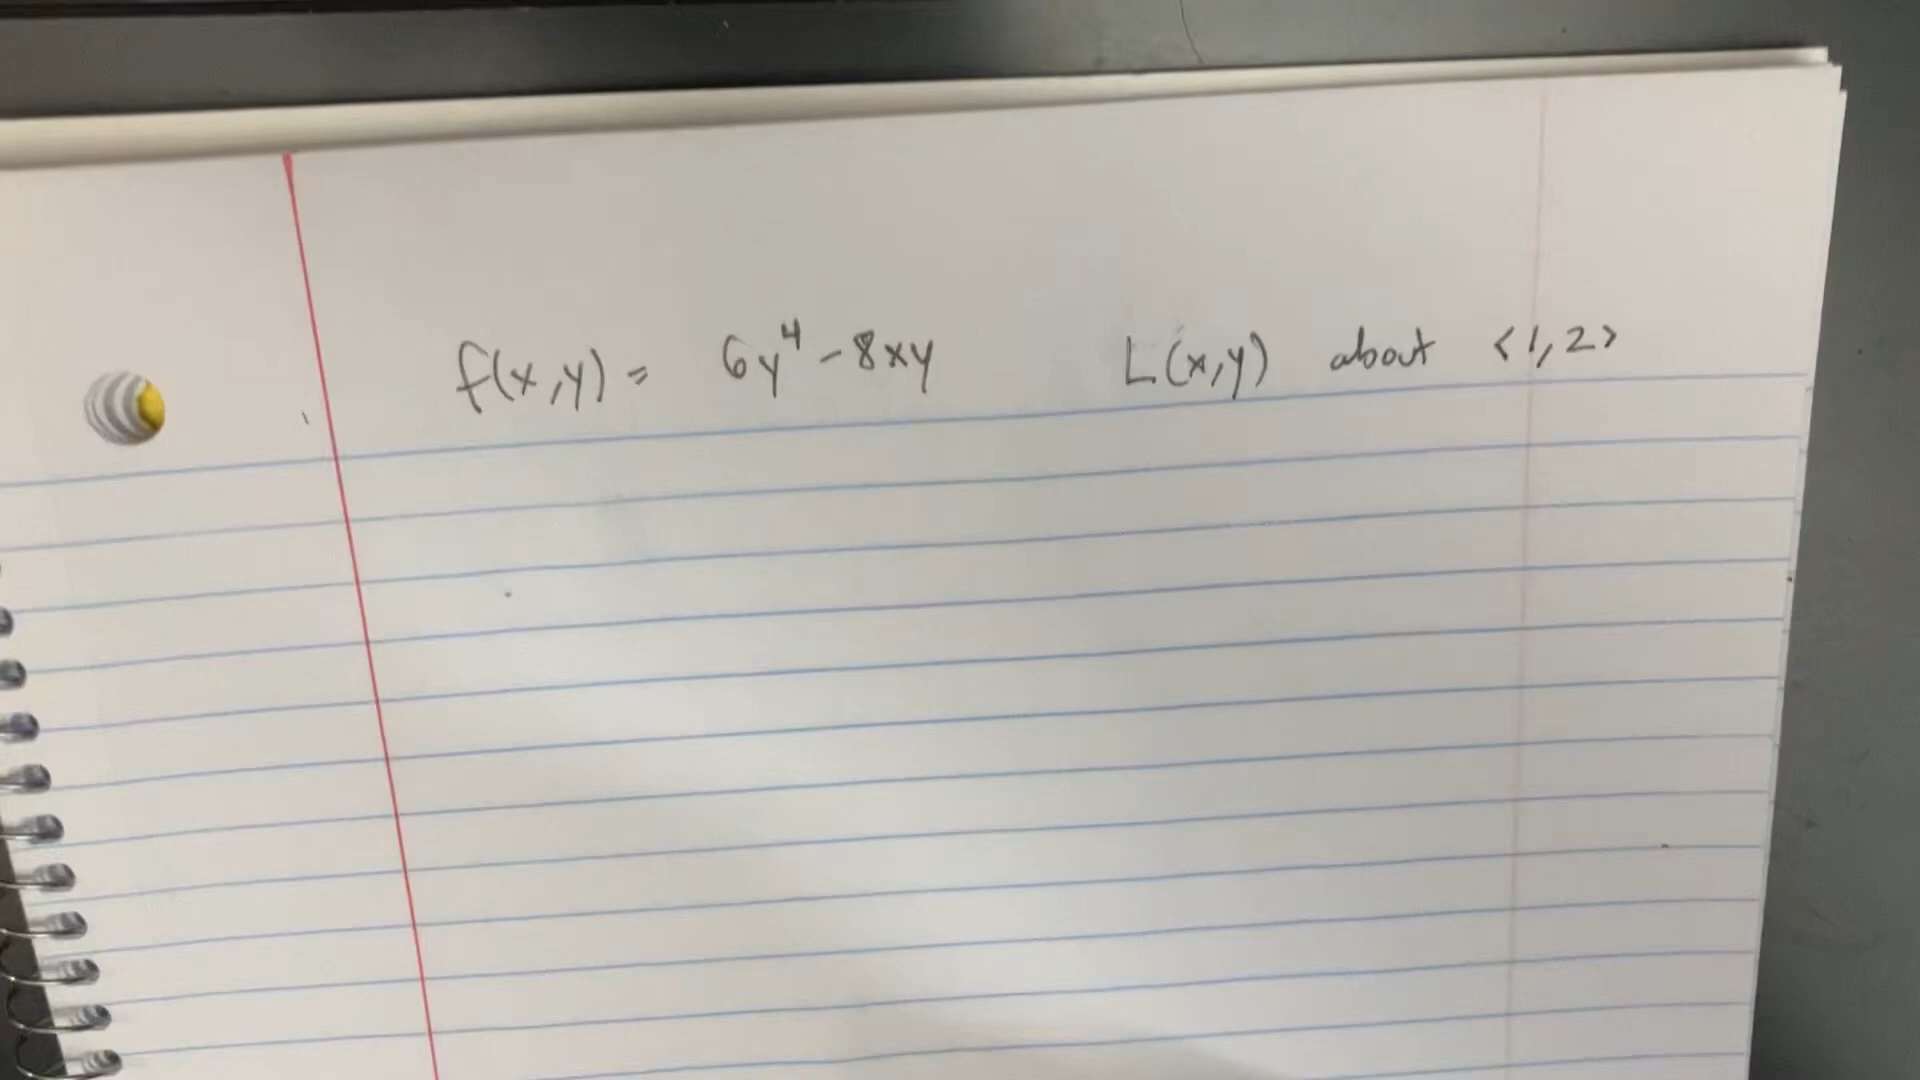 f(x,y) = 6y⁴ - 8xy L(x,y) about <1,2>